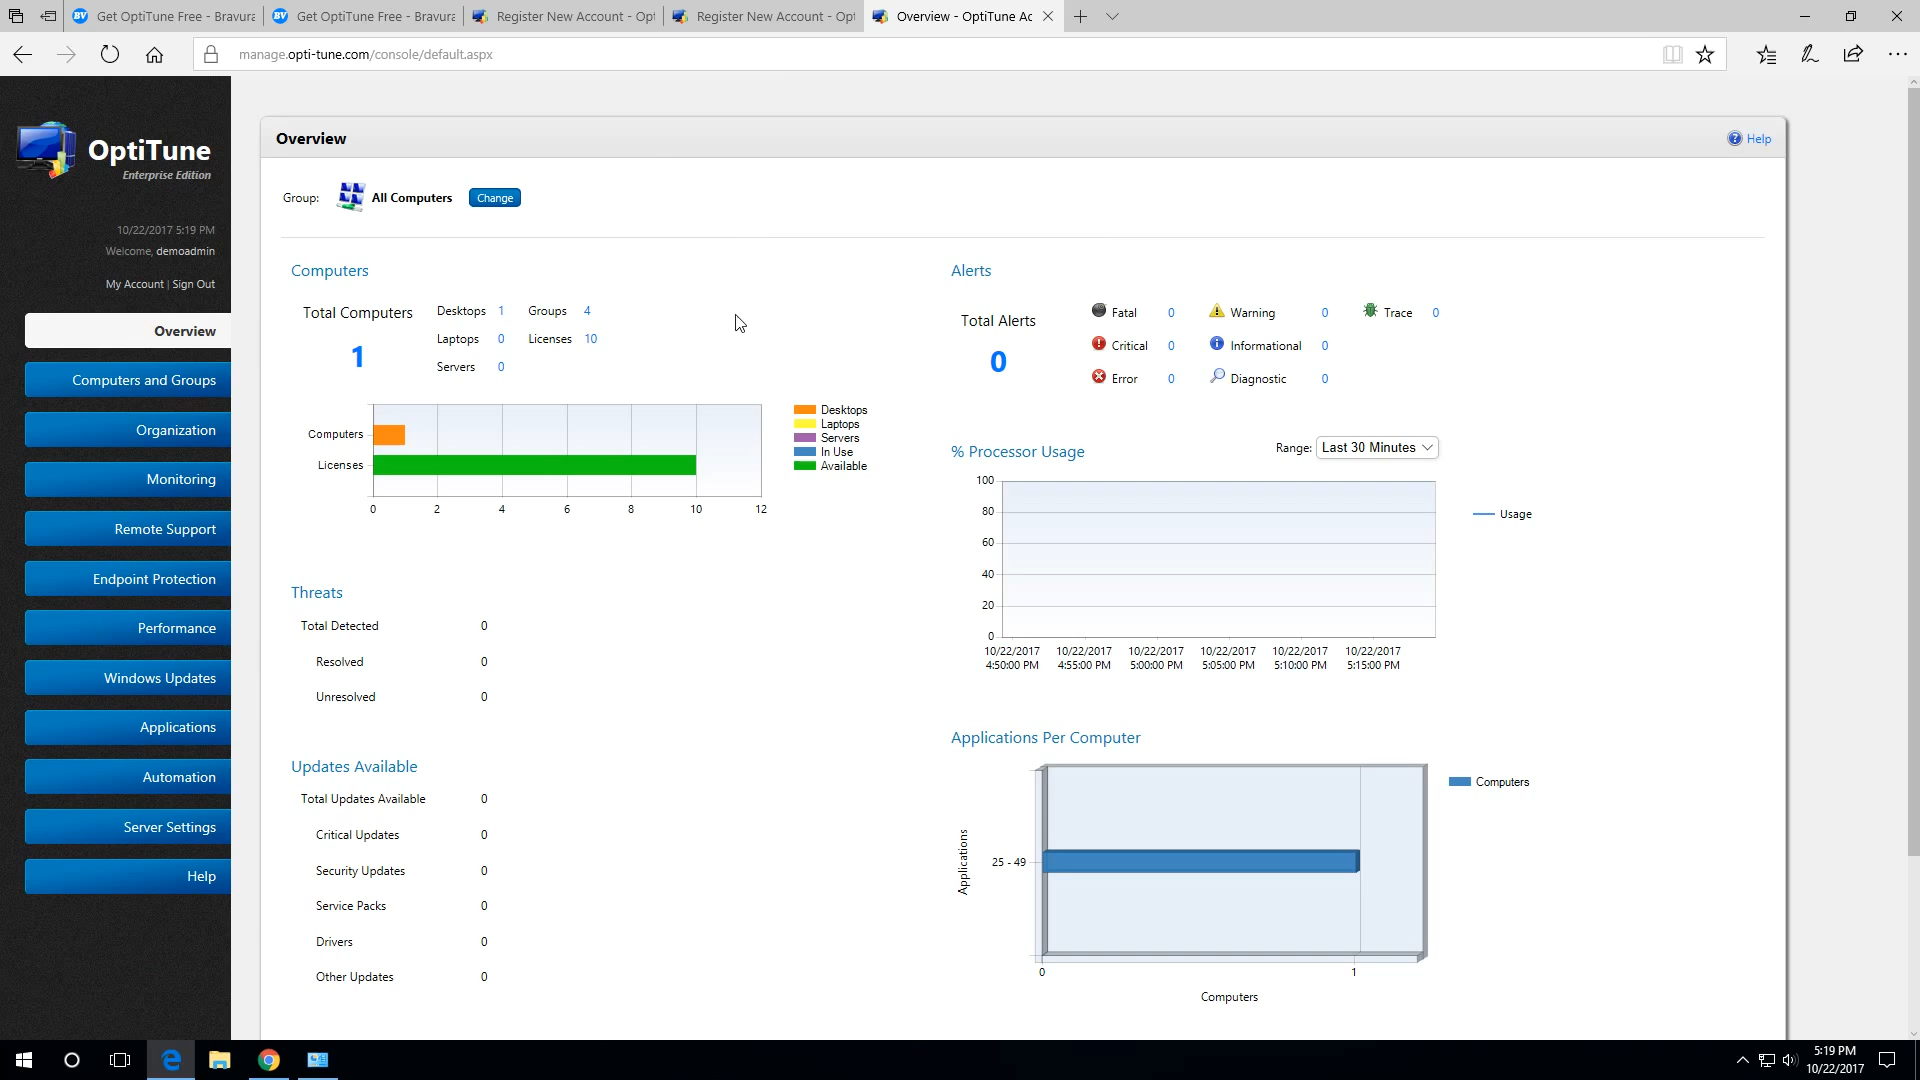 Get OptiTune Free - Bravura
Get OptiTune Free - Bravura
Register New Account - Opt
Register New Account - Opt
Overview - OptiTune Ac
manage.opti-tune.com/console/default.aspx
OptiTune
Enterprise Edition
10/22/2017 5:19 PM
Welcome, demoadmin
My Account | Sign Out
Overview
Computers and Groups
Organization
Monitoring
Remote Support
Endpoint Protection
Performance
Windows Updates
Applications
Automation
Server Settings
Help
Overview
Help
Group: All Computers Change
Computers
Total Computers
1
Desktops 1 Groups 4
Laptops 0 Licenses 10
Servers 0
Computers
Licenses
0 2 4 6 8 10 12
Desktops
Laptops
Servers
In Use
Available
Threats
Total Detected 0
Resolved 0
Unresolved 0
Updates Available
Total Updates Available 0
Critical Updates 0
Security Updates 0
Service Packs 0
Drivers 0
Other Updates 0
Alerts
Total Alerts
0
Fatal 0 Warning 0 Trace 0
Critical 0 Informational 0
Error 0 Diagnostic 0
% Processor Usage
Range: Last 30 Minutes
100
80
60
40
20
0
10/22/2017 10/22/2017 10/22/2017 10/22/2017 10/22/2017 10/22/2017
4:50:00 PM 4:55:00 PM 5:00:00 PM 5:05:00 PM 5:10:00 PM 5:15:00 PM
Usage
Applications Per Computer
Applications
25 - 49
0 1
Computers
Computers
5:19 PM
10/22/2017